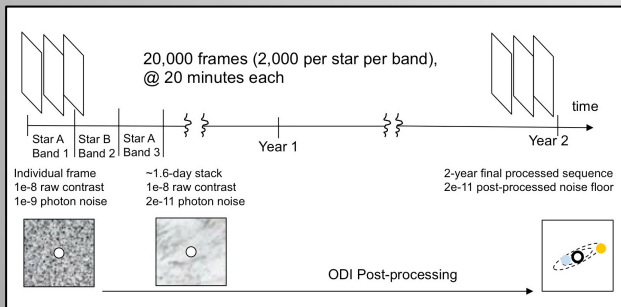 20,000 frames (2,000 per star per band),
@ 20 minutes each
time
Star A
Band 1
Star B
Band 2
Star A
Band 3
Year 1
Year 2
Individual frame
1e-8 raw contrast
1e-9 photon noise
~1.6-day stack
1e-8 raw contrast
2e-11 photon noise
2-year final processed sequence
2e-11 post-processed noise floor
ODI Post-processing